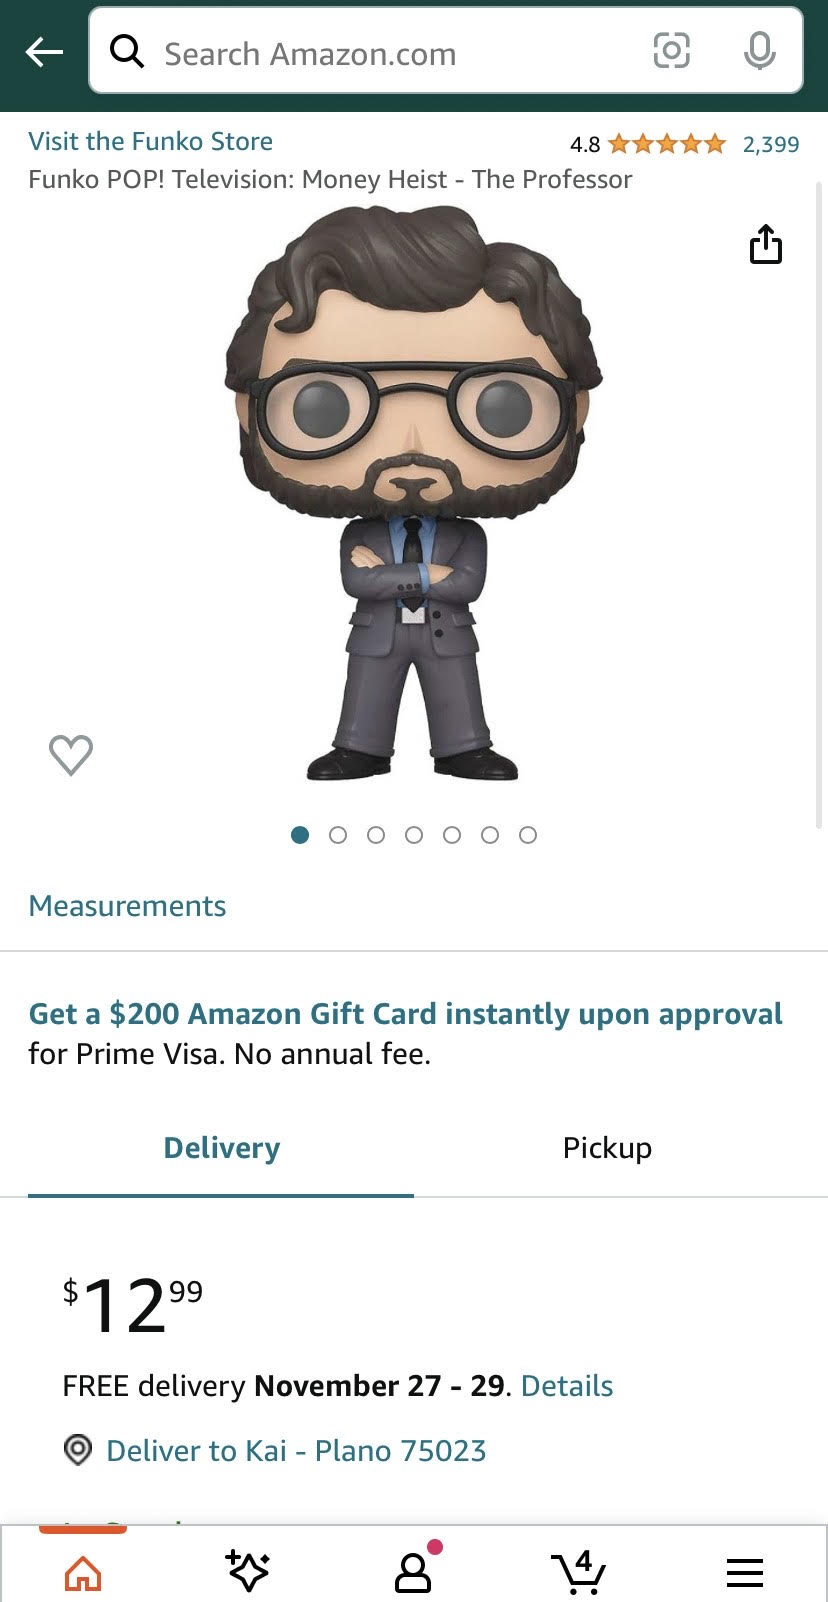 Search Amazon.com
Visit the Funko Store
4.8 2,399
Funko POP! Television: Money Heist - The Professor
Measurements
Get a $200 Amazon Gift Card instantly upon approval
for Prime Visa. No annual fee.
Delivery Pickup
$12 99
FREE delivery November 27 - 29. Details
Deliver to Kai - Plano 75023
4